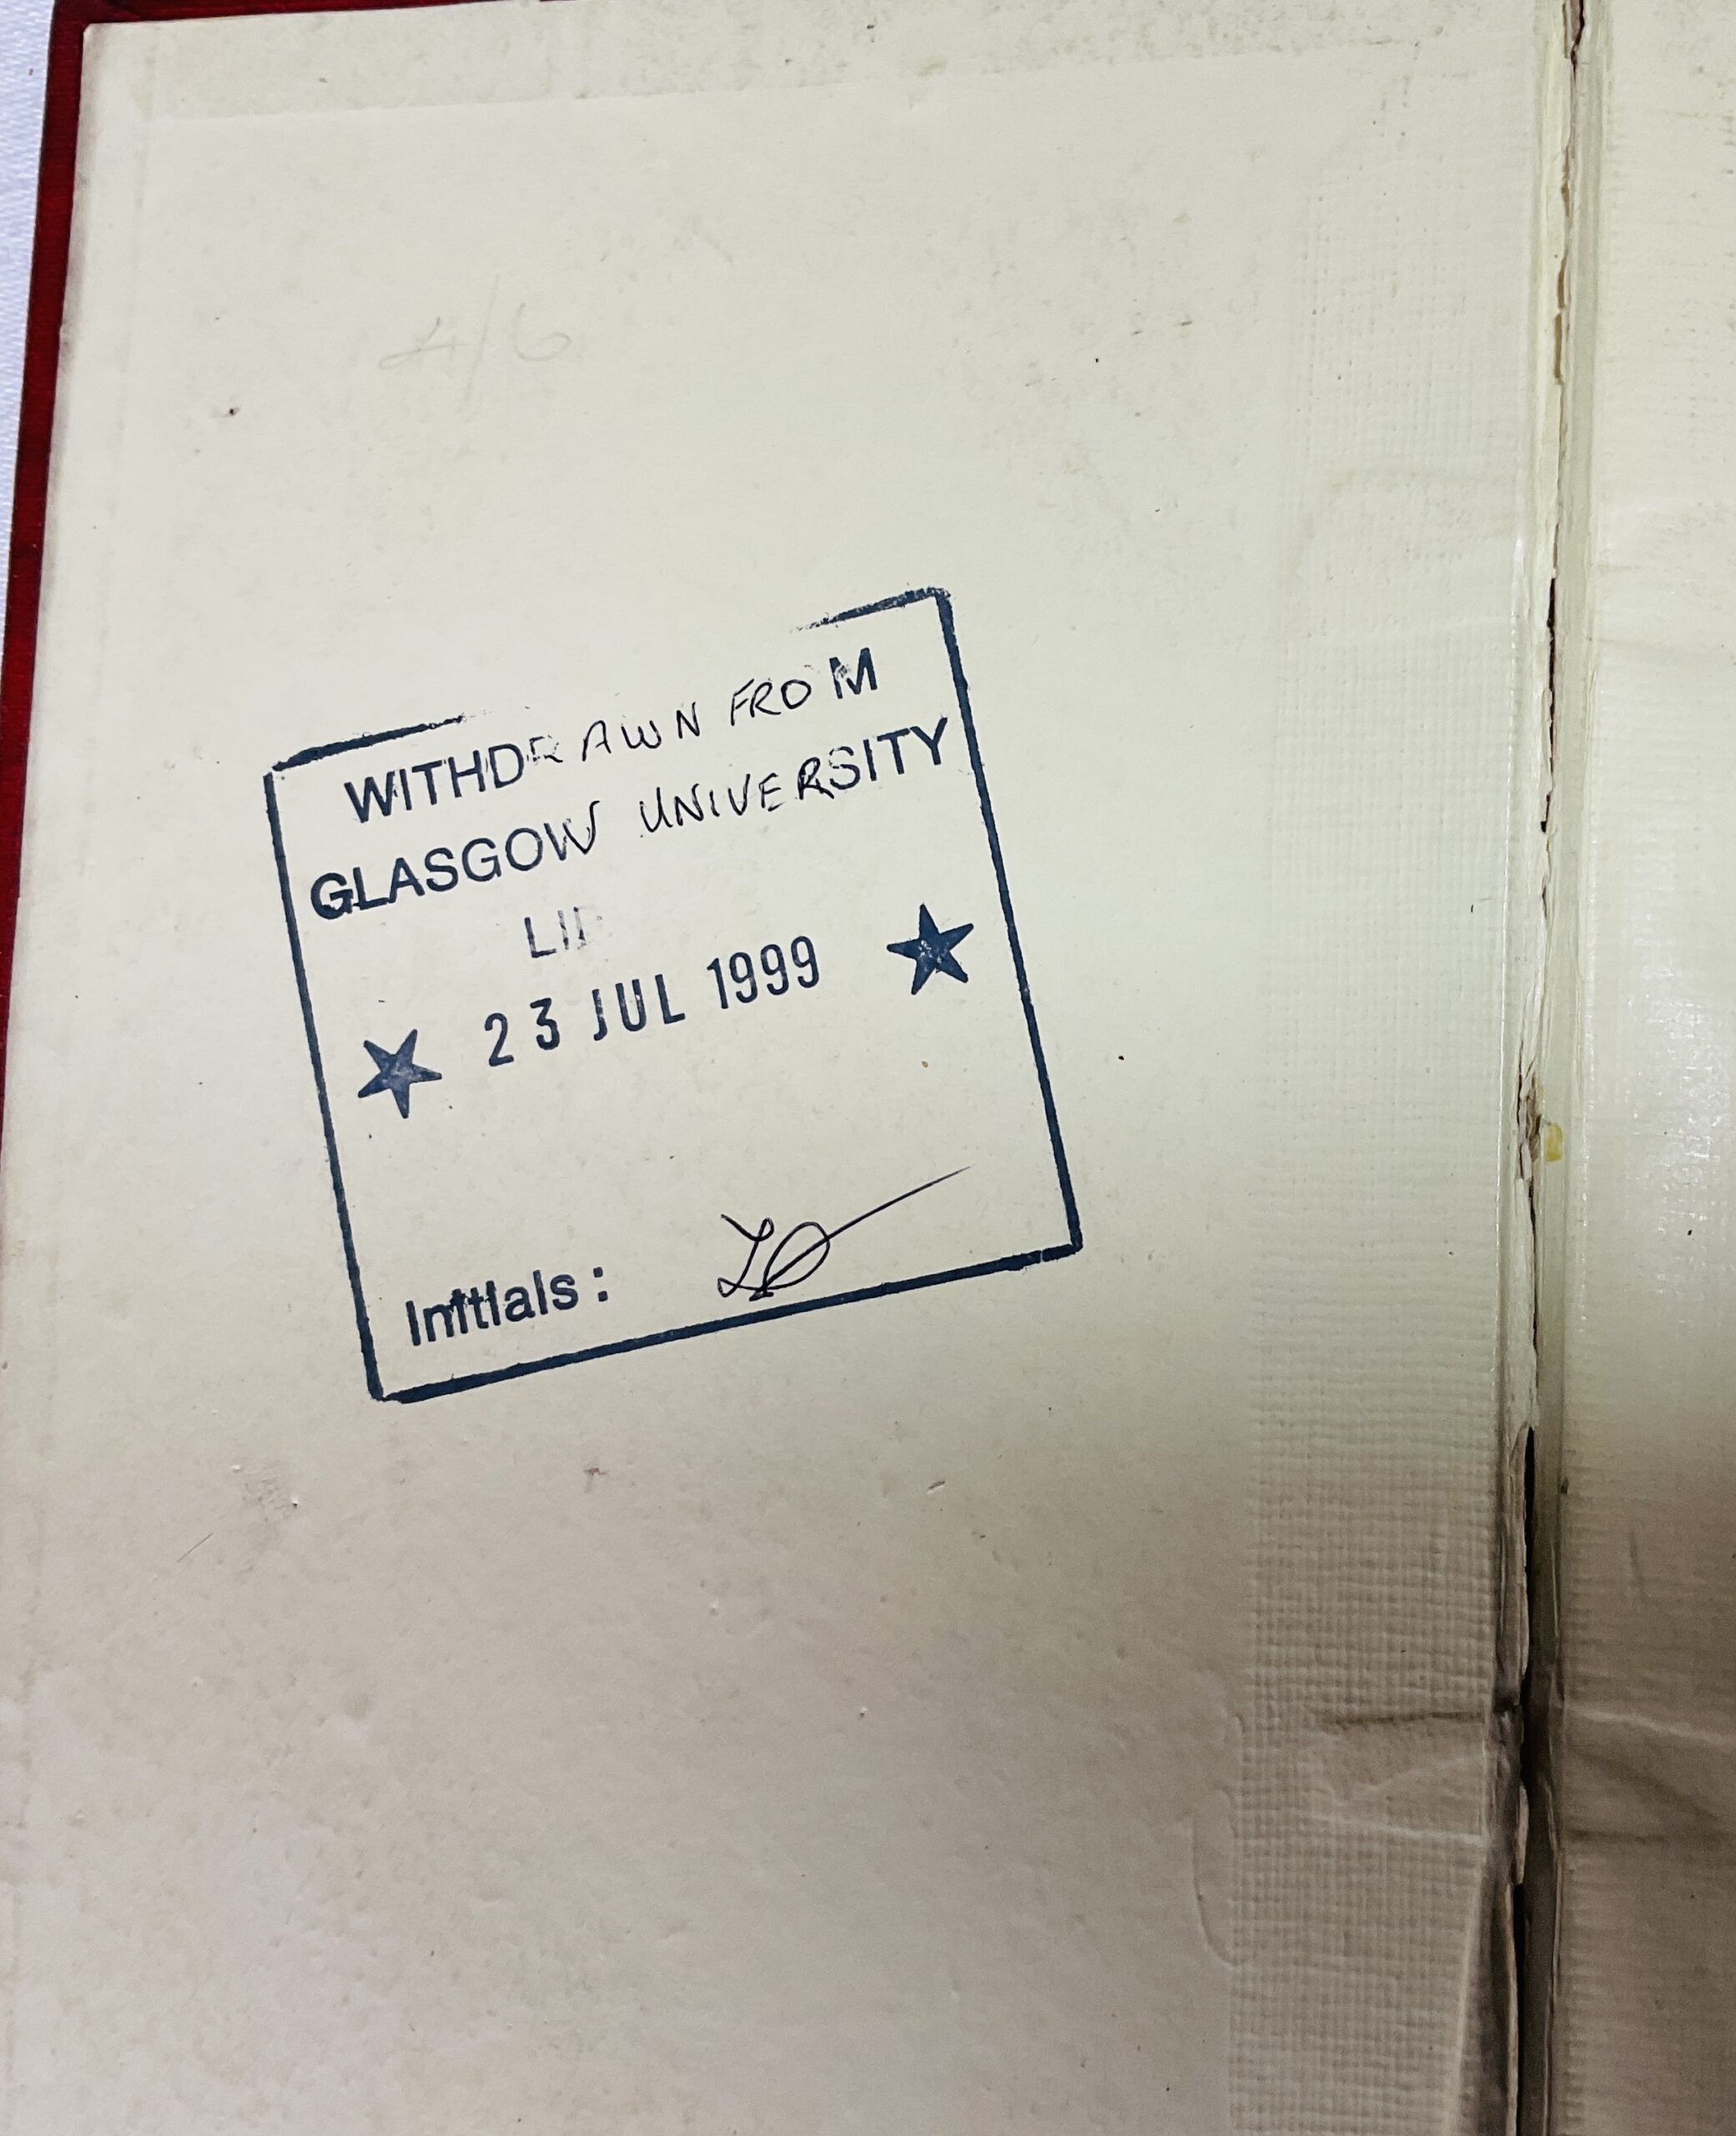 4/6
WITHDRAWN FROM
GLASGOW UNIVERSITY
23 JUL 1999
Initials: